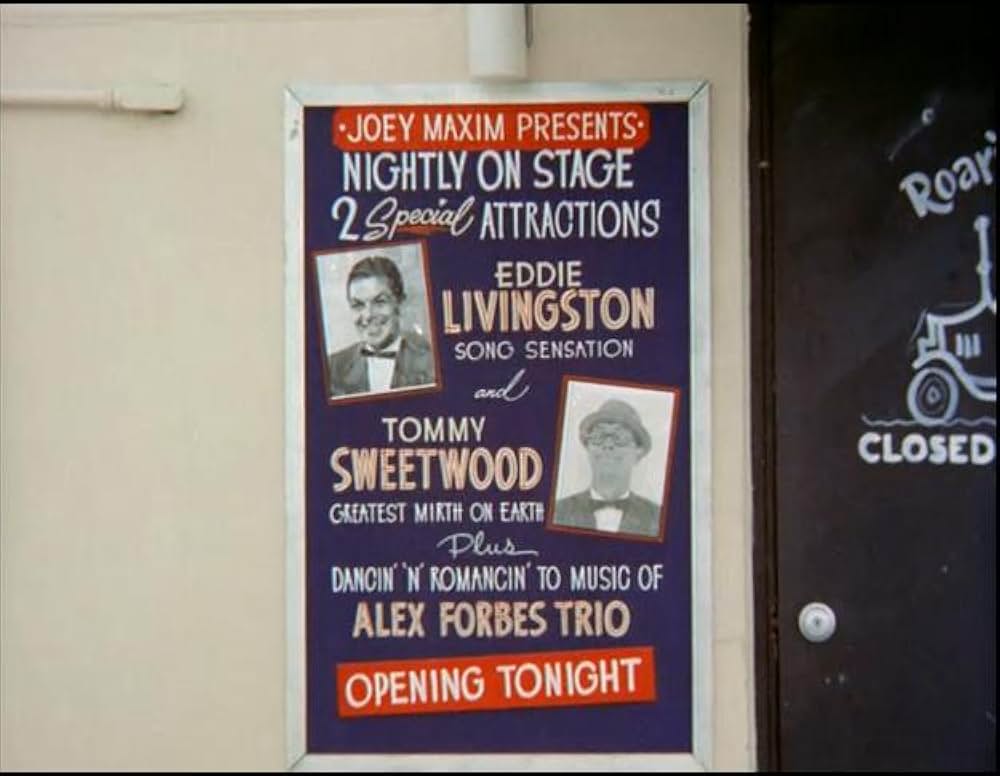 ·JOEY MAXIM PRESENTS·
NIGHTLY ON STAGE
2 Special ATTRACTIONS
EDDIE
LIVINGSTON
SONG SENSATION
and
TOMMY
SWEETWOOD
GREATEST MIRTH ON EARTH
Plus
DANCIN' 'N' ROMANCIN' TO MUSIC OF
ALEX FORBES TRIO
OPENING TONIGHT
Roar
CLOSED